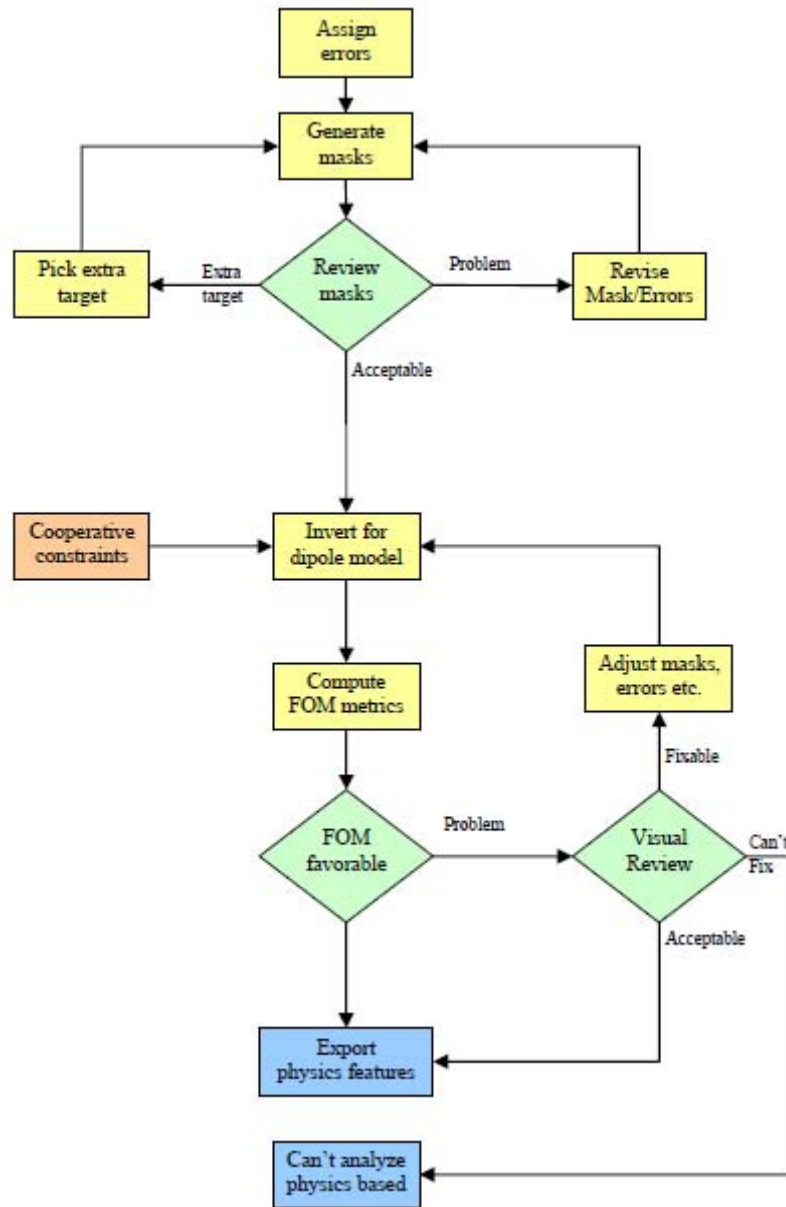 Assign
errors
Generate
masks
Pick extra
target
Extra
target
Review
masks
Problem
Revise
Mask/Errors
Acceptable
Cooperative
constraints
Invert for
dipole model
Compute
FOM metrics
Adjust masks,
errors etc.
Fixable
FOM
favorable
Problem
Visual
Review
Can't
Fix
Acceptable
Export
physics features
Can't analyze
physics based